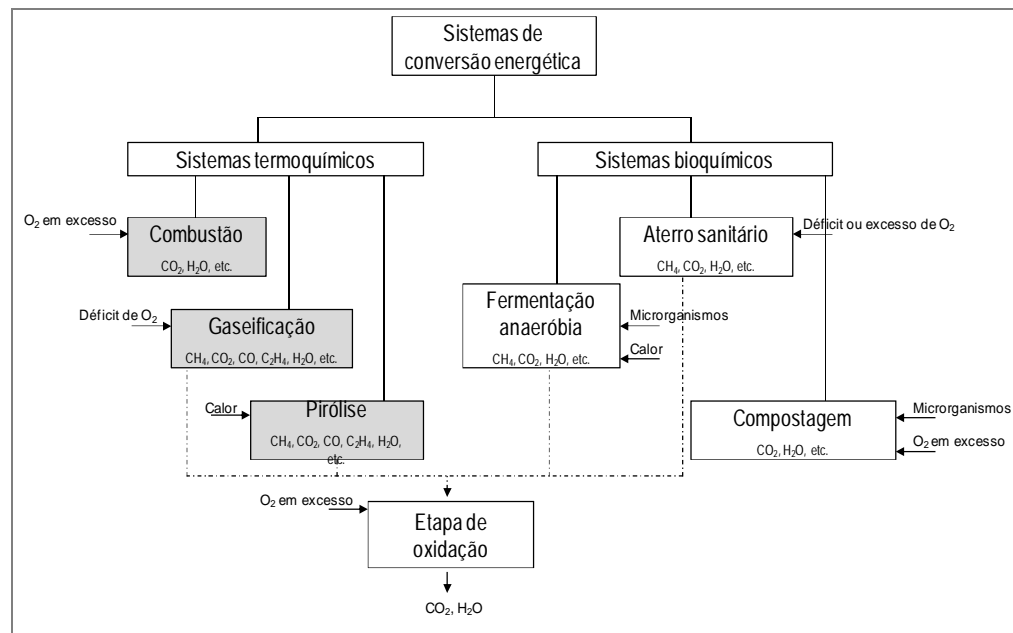 Sistemas de
conversão energética
Sistemas termoquímicos
Sistemas bioquímicos
O₂ em excesso
Combustão
CO₂, H₂O, etc.
Aterro sanitário
CH₄, CO₂, H₂O, etc.
Déficit ou excesso de O₂
Déficit de O₂
Gaseificação
CH₄, CO₂, CO, C₂H₄, H₂O, etc.
Fermentação
anaeróbia
CH₄, CO₂, H₂O, etc.
Microrganismos
Calor
Calor
Pirólise
CH₄, CO₂, CO, C₂H₄, H₂O,
etc.
Compostagem
CO₂, H₂O, etc.
Microrganismos
O₂ em excesso
O₂ em excesso
Etapa de
oxidação
CO₂, H₂O